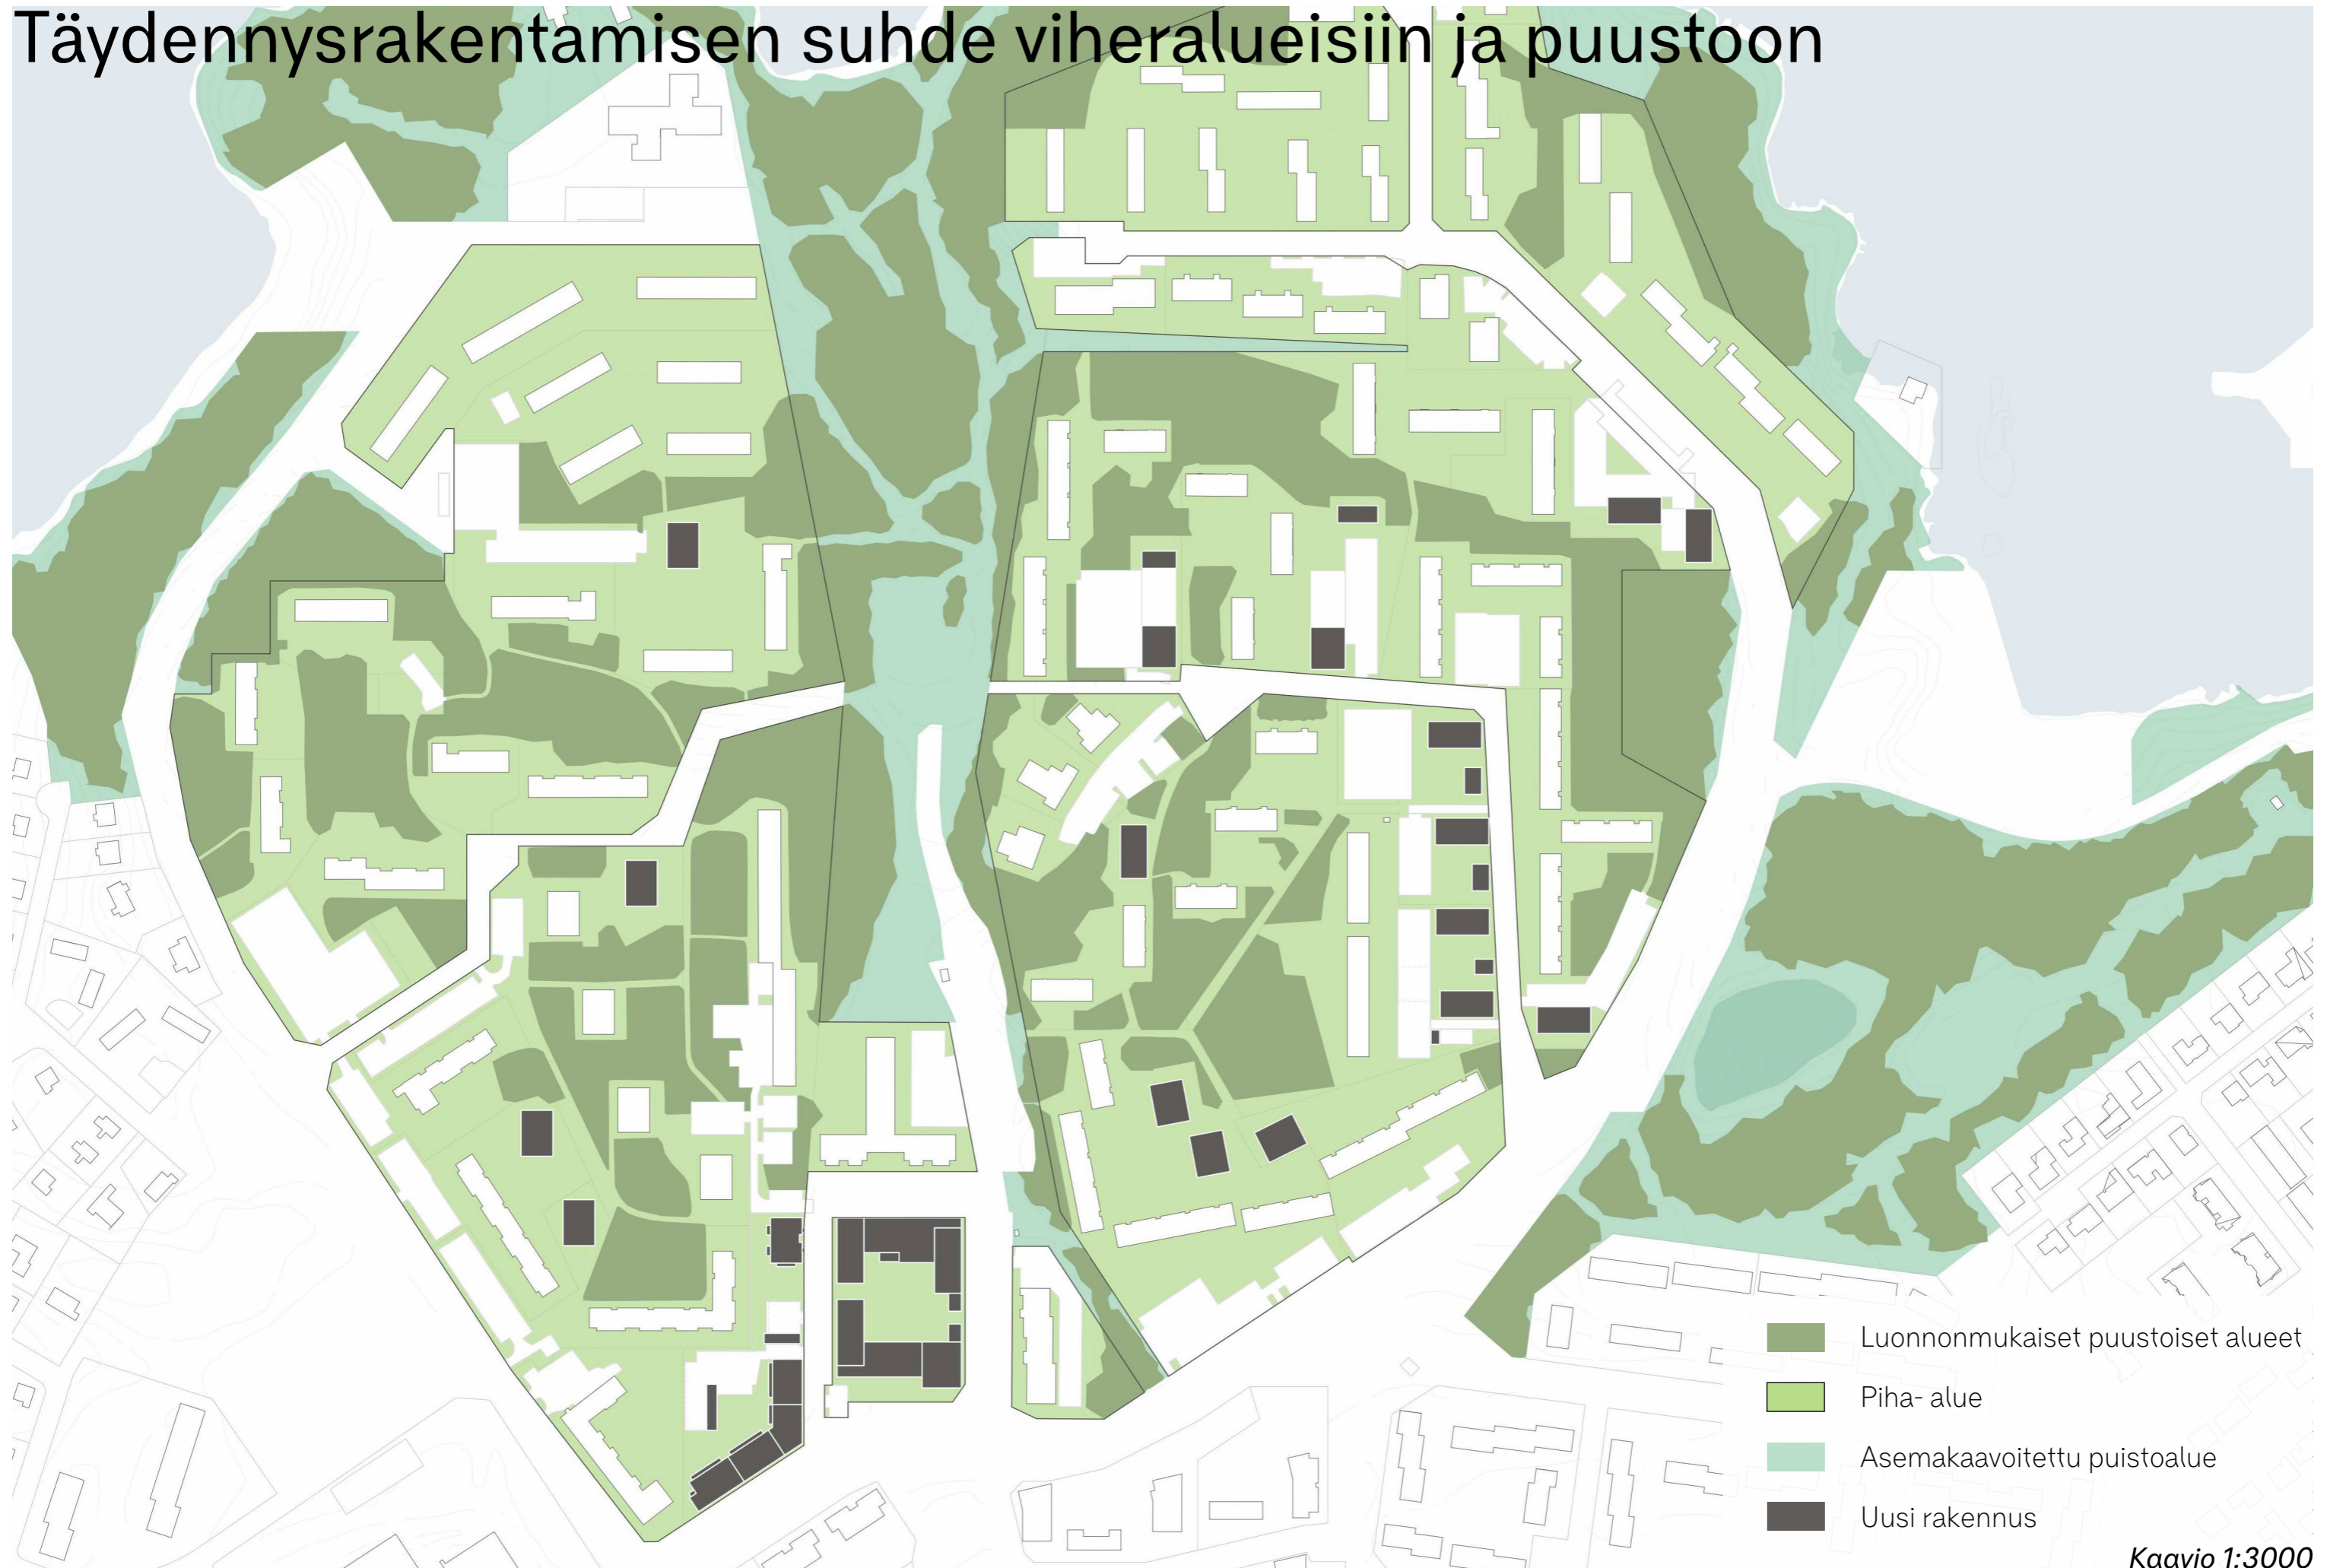 Täydennysrakentamisen suhde viheralueisiin ja puustoon
Luonnonmukaiset puustoiset alueet
Piha- alue
Asemakaavoitettu puistoalue
Uusi rakennus
Kaavio 1:3000